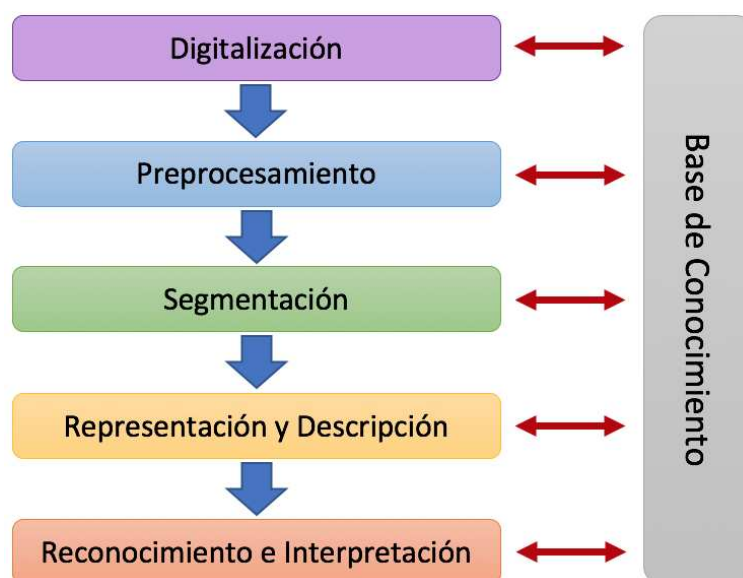 Digitalización
Preprocesamiento
Segmentación
Representación y Descripción
Reconocimiento e Interpretación
Base de Conocimiento